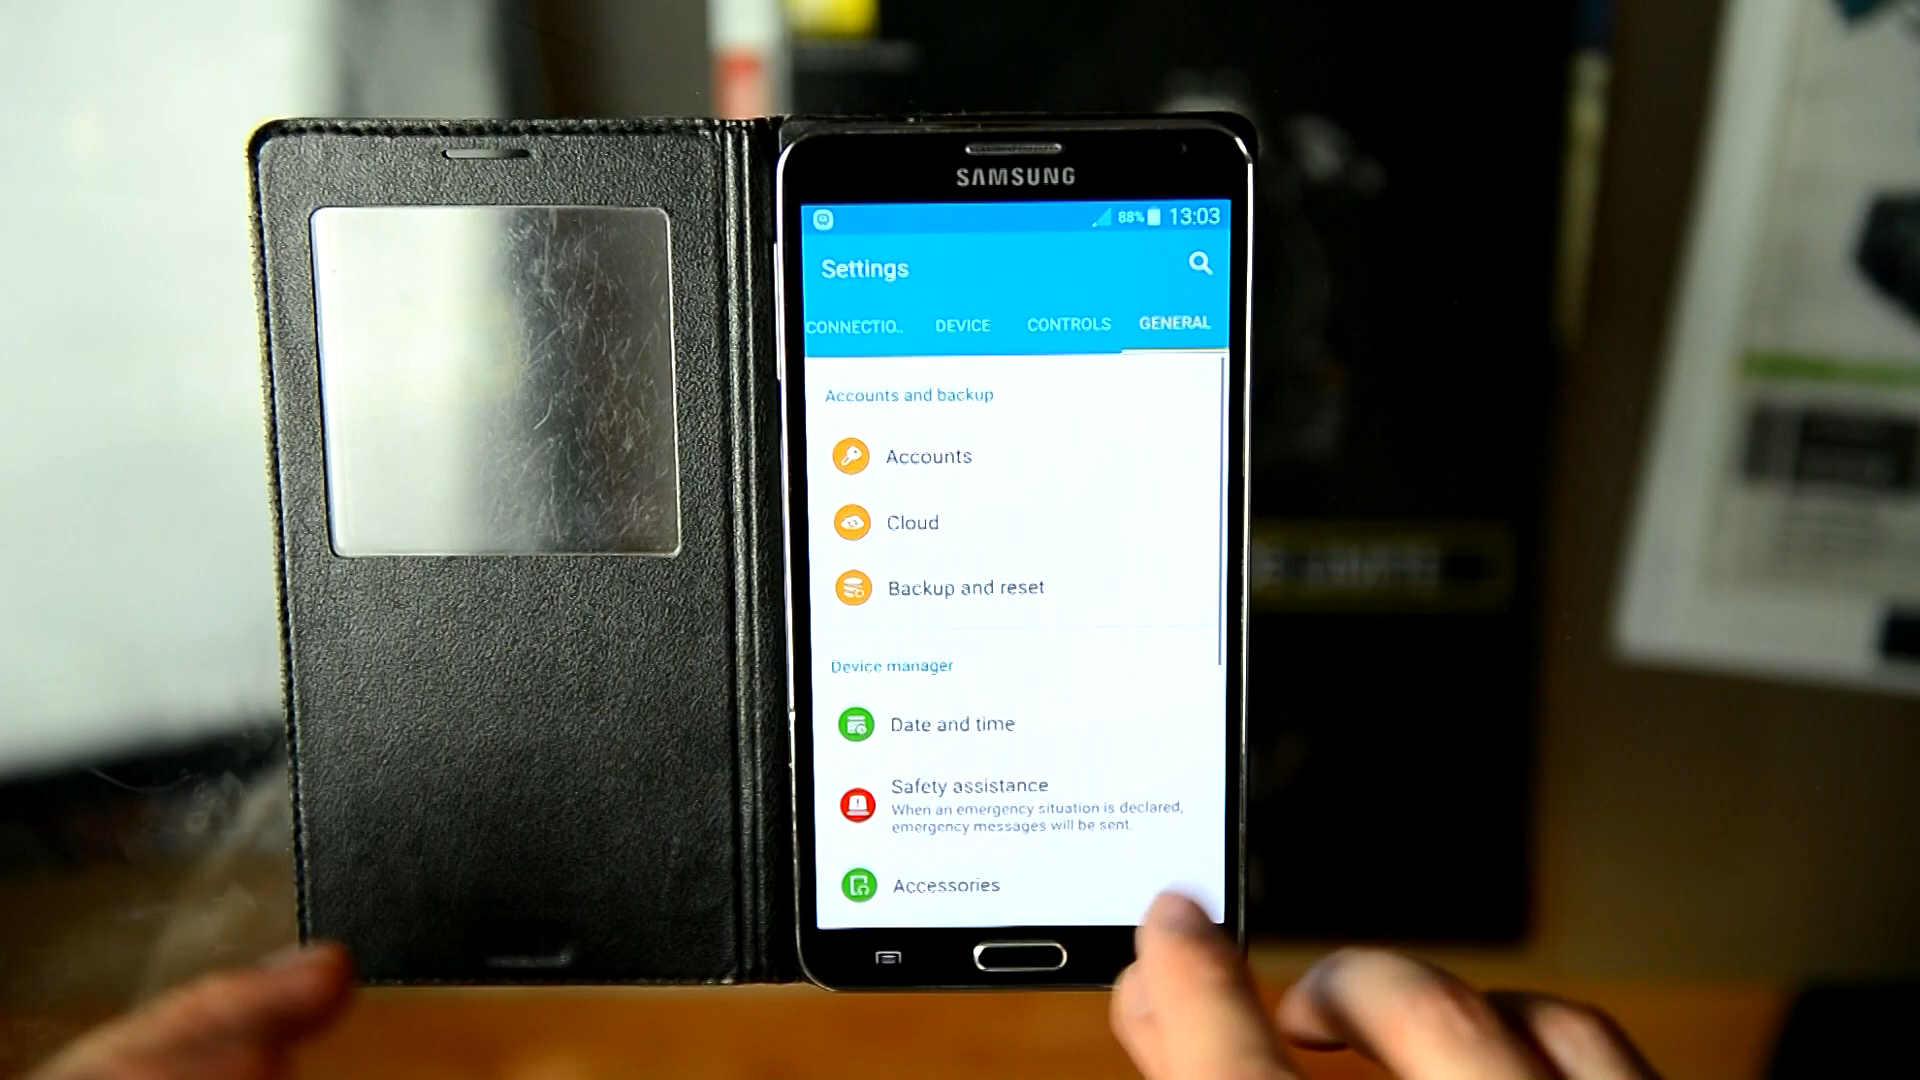 SAMSUNG
88% 13:03
Settings
CONNECTIO.. DEVICE CONTROLS GENERAL
Accounts and backup
Accounts
Cloud
Backup and reset
Device manager
Date and time
Safety assistance
When an emergency situation is declared,
emergency messages will be sent.
Accessories